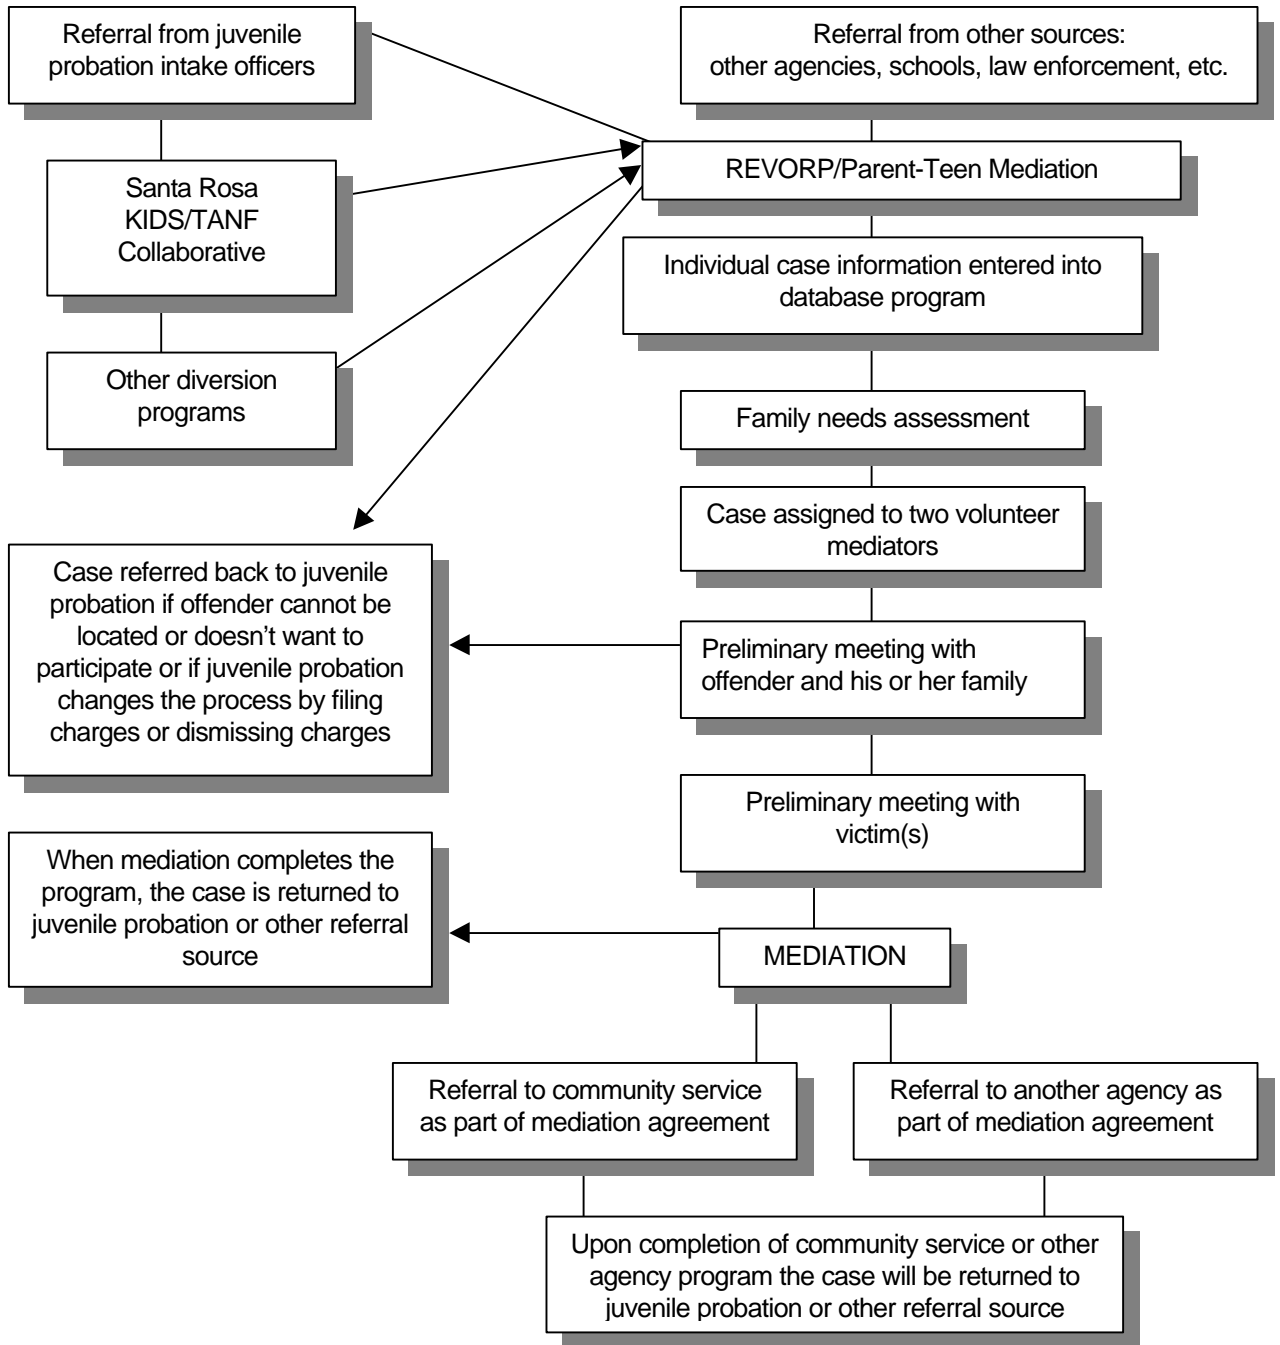 Referral from juvenile
probation intake officers
Referral from other sources:
other agencies, schools, law enforcement, etc.
Santa Rosa
KIDS/TANF
Collaborative
REVORP/Parent-Teen Mediation
Individual case information entered into
database program
Other diversion
programs
Family needs assessment
Case assigned to two volunteer
mediators
Case referred back to juvenile
probation if offender cannot be
located or doesn’t want to
participate or if juvenile probation
changes the process by filing
charges or dismissing charges
Preliminary meeting with
offender and his or her family
Preliminary meeting with
victim(s)
When mediation completes the
program, the case is returned to
juvenile probation or other referral
source
MEDIATION
Referral to community service
as part of mediation agreement
Referral to another agency as
part of mediation agreement
Upon completion of community service or other
agency program the case will be returned to
juvenile probation or other referral source